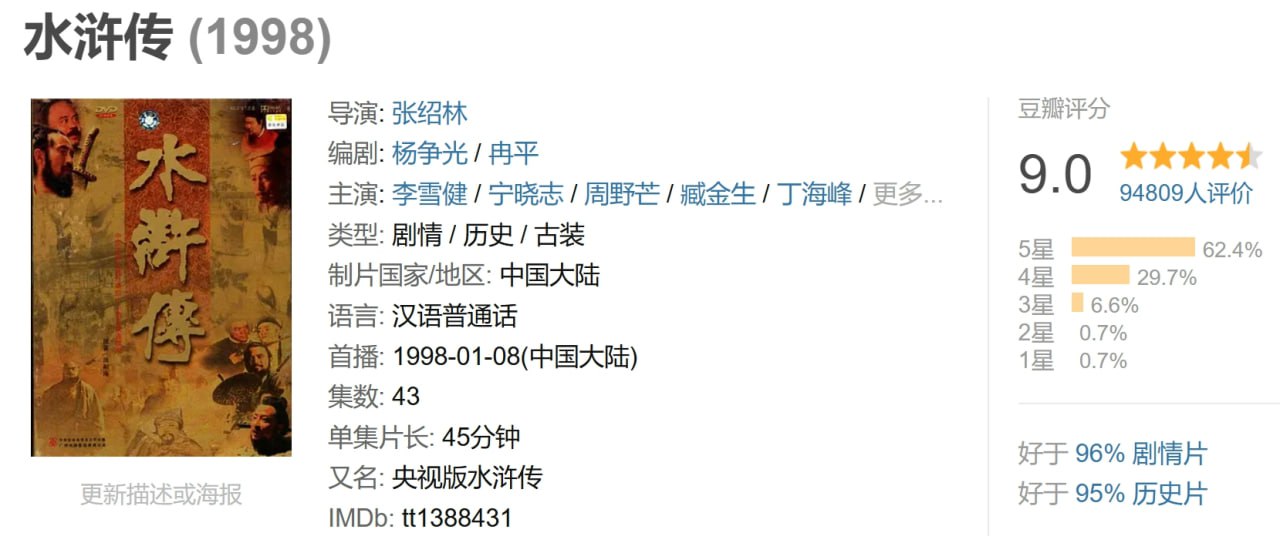 水浒传 (1998)
水滸傳
DVD
更新描述或海报
导演: 张绍林
编剧: 杨争光 / 冉平
主演: 李雪健 / 宁晓志 / 周野芒 / 臧金生 / 丁海峰 / 更多...
类型: 剧情 / 历史 / 古装
制片国家/地区: 中国大陆
语言: 汉语普通话
首播: 1998-01-08(中国大陆)
集数: 43
单集片长: 45分钟
又名: 央视版水浒传
IMDb: tt1388431
豆瓣评分
9.0
94809人评价
5星 62.4%
4星 29.7%
3星 6.6%
2星 0.7%
1星 0.7%
好于 96% 剧情片
好于 95% 历史片